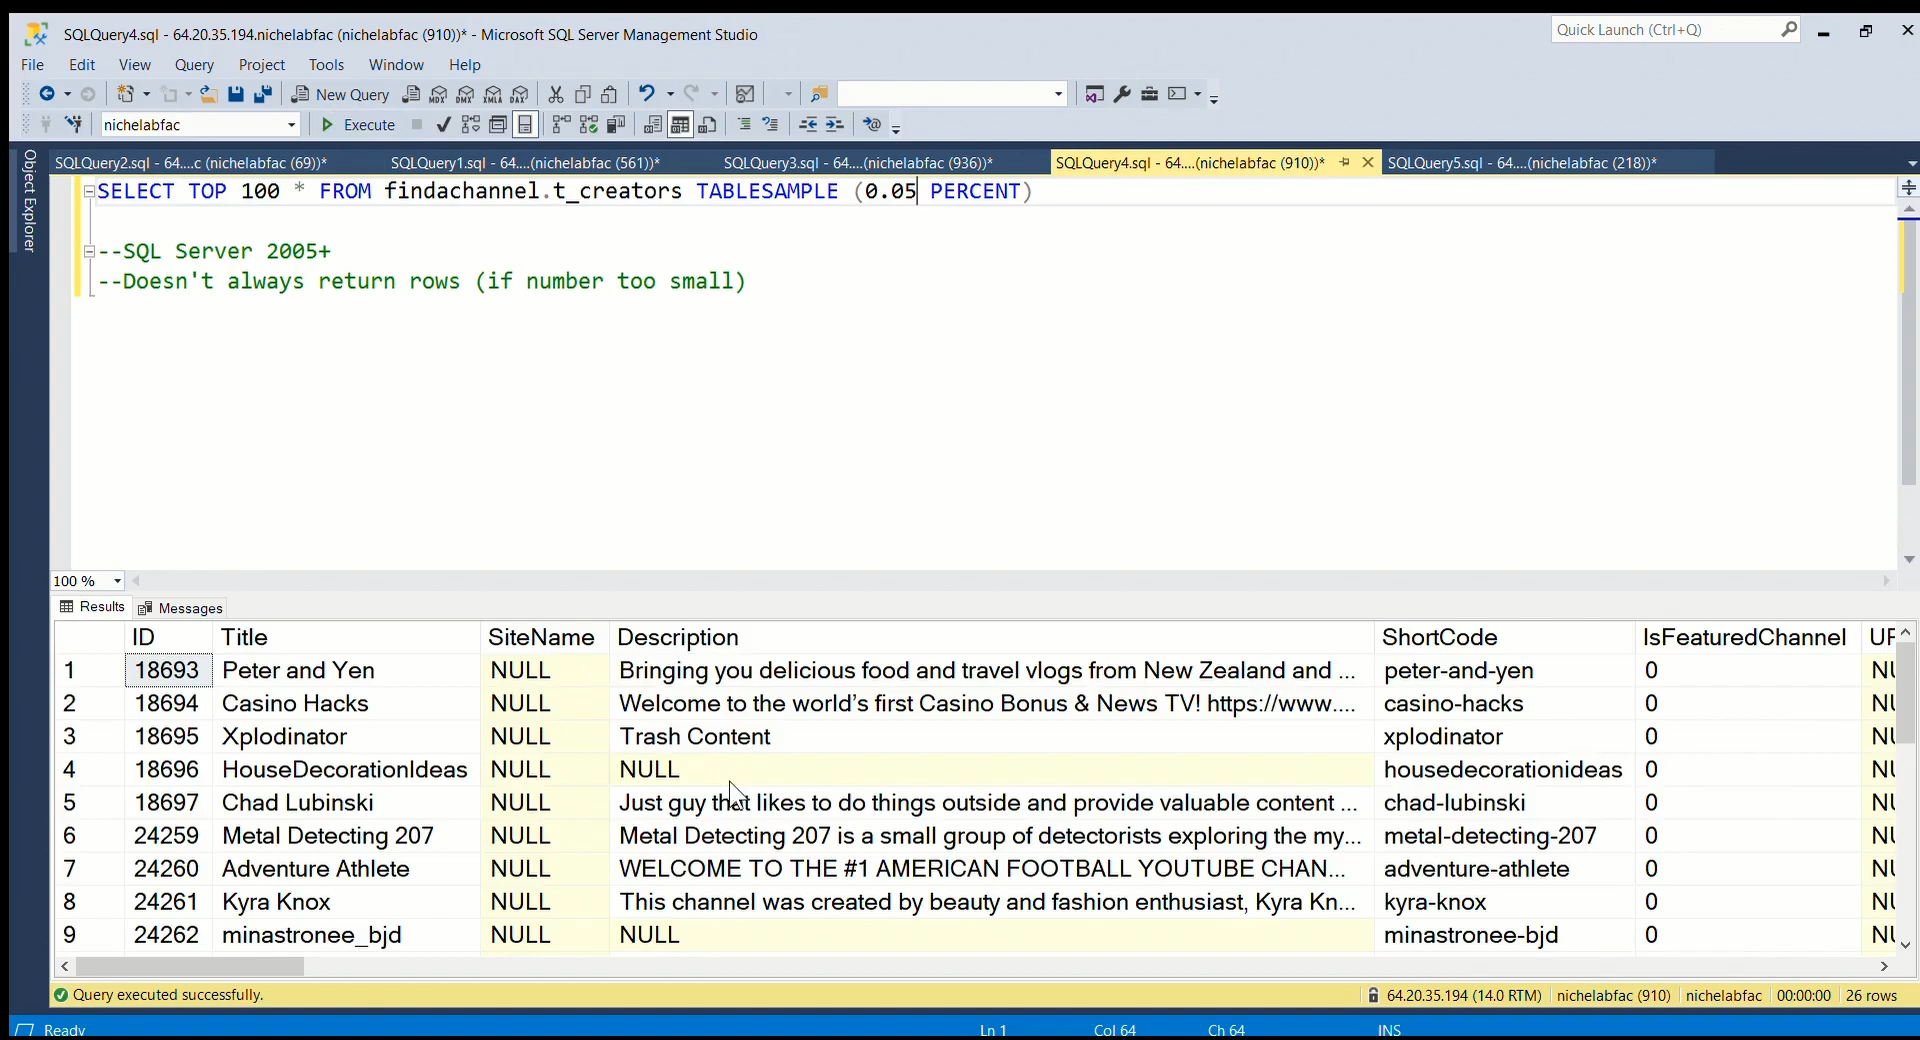 SQLQuery4.sql - 64.20.35.194.nichelabfac (nichelabfac (910))* - Microsoft SQL Server Management Studio
Quick Launch (Ctrl+Q)
File Edit View Query Project Tools Window Help
New Query MDX DMX XMLA DAX
nichelabfac Execute
Object Explorer
SQLQuery2.sql - 64....c (nichelabfac (69))* SQLQuery1.sql - 64....(nichelabfac (561))* SQLQuery3.sql - 64....(nichelabfac (936))* SQLQuery4.sql - 64....(nichelabfac (910))* SQLQuery5.sql - 64....(nichelabfac (218))*
SELECT TOP 100 * FROM findachannel.t_creators TABLESAMPLE (0.05 PERCENT)
--SQL Server 2005+
--Doesn't always return rows (if number too small)
100 %
Results Messages
ID Title SiteName Description ShortCode IsFeaturedChannel
1 18693 Peter and Yen NULL Bringing you delicious food and travel vlogs from New Zealand and ... peter-and-yen 0
2 18694 Casino Hacks NULL Welcome to the world’s first Casino Bonus & News TV! https://www.... casino-hacks 0
3 18695 Xplodinator NULL Trash Content xplodinator 0
4 18696 HouseDecorationIdeas NULL NULL housedecorationideas 0
5 18697 Chad Lubinski NULL Just guy that likes to do things outside and provide valuable content ... chad-lubinski 0
6 24259 Metal Detecting 207 NULL Metal Detecting 207 is a small group of detectorists exploring the my... metal-detecting-207 0
7 24260 Adventure Athlete NULL WELCOME TO THE #1 AMERICAN FOOTBALL YOUTUBE CHAN... adventure-athlete 0
8 24261 Kyra Knox NULL This channel was created by beauty and fashion enthusiast, Kyra Kn... kyra-knox 0
9 24262 minastronee_bjd NULL NULL minastronee-bjd 0
Query executed successfully. 64.20.35.194 (14.0 RTM) nichelabfac (910) nichelabfac 00:00:00 26 rows
Ready Ln 1 Col 64 Ch 64 INS